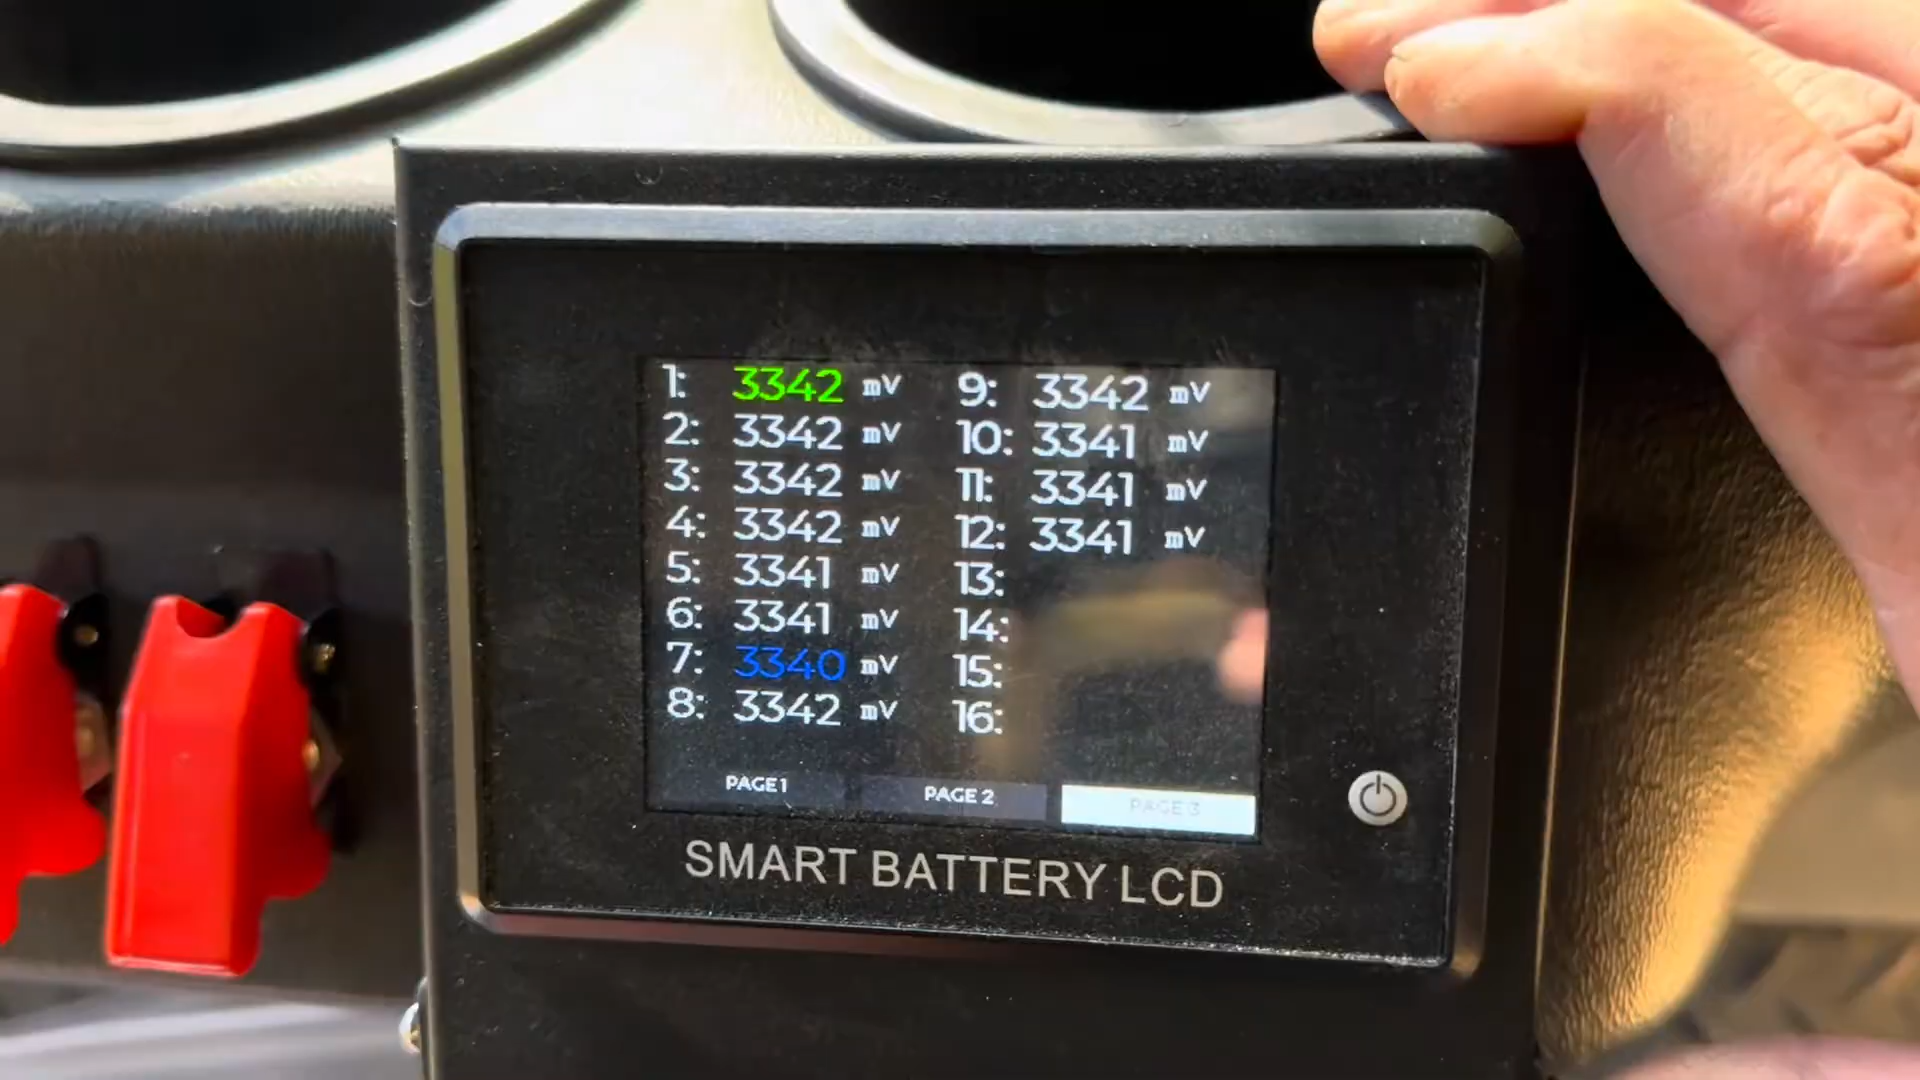 1: 3342 mV 9: 3342 mV
2: 3342 mV 10: 3341 mV
3: 3342 mV 11: 3341 mV
4: 3342 mV 12: 3341 mV
5: 3341 mV 13:
6: 3341 mV 14:
7: 3340 mV 15:
8: 3342 mV 16:
PAGE 1 PAGE 2 PAGE 3
SMART BATTERY LCD